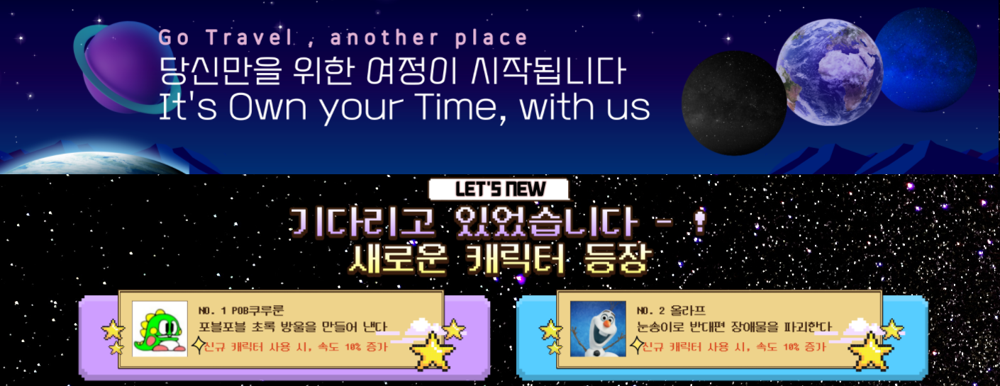 Go Travel , another place
당신만을 위한 여정이 시작됩니다
It's Own your Time, with us
LET'S NEW
기다리고 있었습니다 - !
새로운 캐릭터 등장
NO. 1 POB쿠루룬
포블포블 초록 방울을 만들어 낸다
신규 캐릭터 사용 시, 속도 10% 증가
NO. 2 올라프
눈송이로 반대편 장애물을 파괴한다
신규 캐릭터 사용 시, 속도 10% 증가